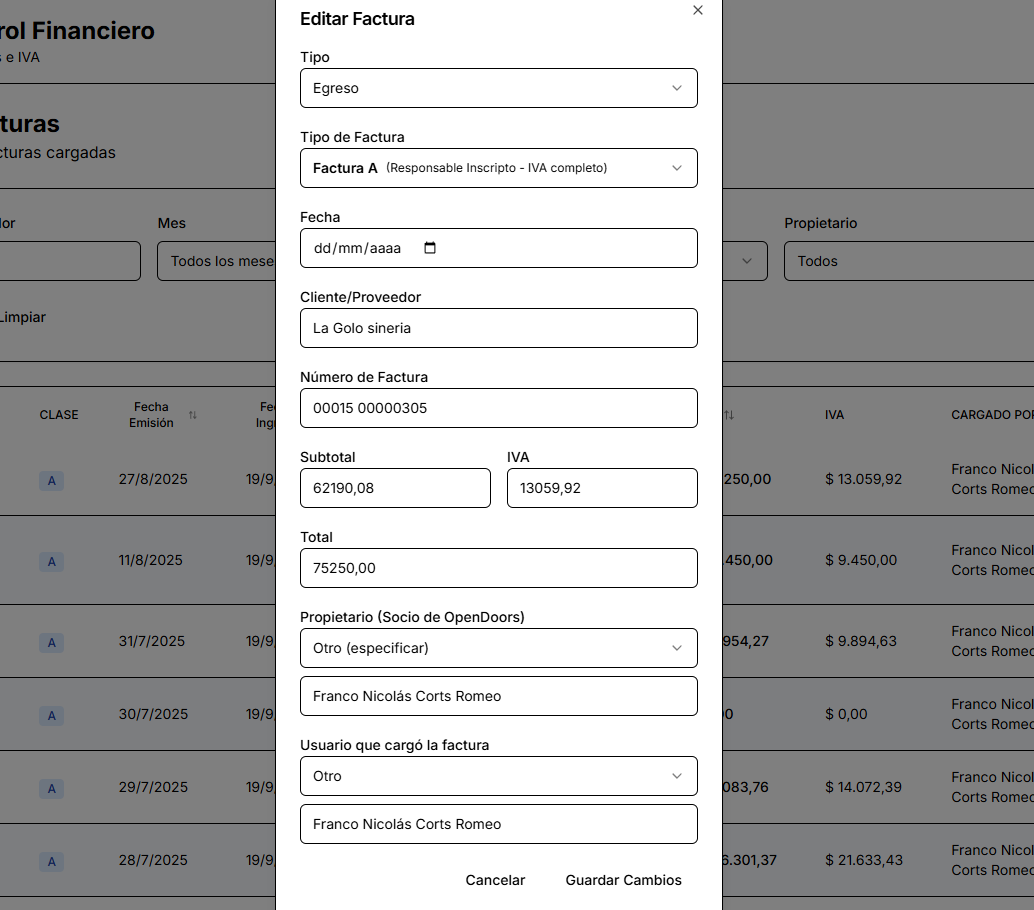 rol Financiero
s e IVA
turas
cturas cargadas
dor
Mes
Todos los mese
Propietario
Todos
Limpiar
CLASE
Fecha
Emisión
Fe
Ing
IVA
CARGADO POR
A
27/8/2025
19/9
250,00
$ 13.059,92
Franco Nicol
Corts Romeo
A
11/8/2025
19/9
.450,00
$ 9.450,00
Franco Nicol
Corts Romeo
A
31/7/2025
19/9
954,27
$ 9.894,63
Franco Nicol
Corts Romeo
A
30/7/2025
19/9
00
$ 0,00
Franco Nicol
Corts Romeo
A
29/7/2025
19/9
083,76
$ 14.072,39
Franco Nicol
Corts Romeo
A
28/7/2025
19/9
6.301,37
$ 21.633,43
Franco Nicol
Corts Romeo
Editar Factura
Tipo
Egreso
Tipo de Factura
Factura A (Responsable Inscripto - IVA completo)
Fecha
dd/mm/aaaa
Cliente/Proveedor
La Golo sineria
Número de Factura
00015 00000305
Subtotal
62190,08
IVA
13059,92
Total
75250,00
Propietario (Socio de OpenDoors)
Otro (especificar)
Franco Nicolás Corts Romeo
Usuario que cargó la factura
Otro
Franco Nicolás Corts Romeo
Cancelar
Guardar Cambios